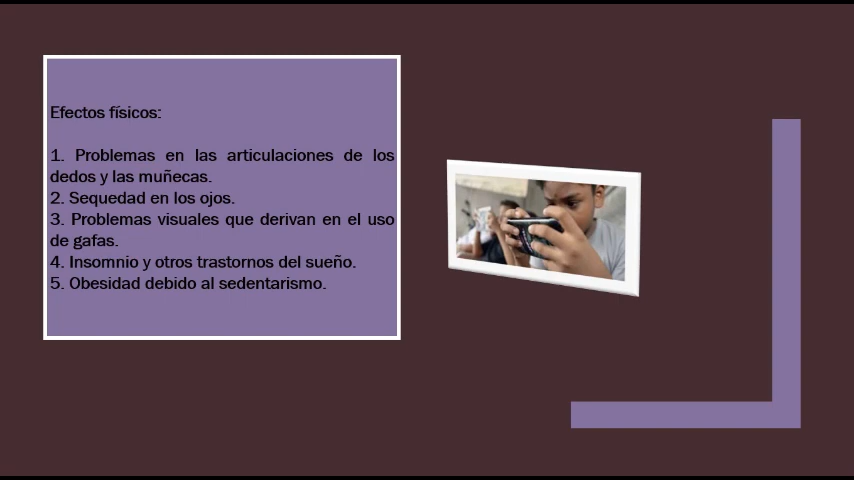 Efectos físicos:
1. Problemas en las articulaciones de los
dedos y las muñecas.
2. Sequedad en los ojos.
3. Problemas visuales que derivan en el uso
de gafas.
4. Insomnio y otros trastornos del sueño.
5. Obesidad debido al sedentarismo.